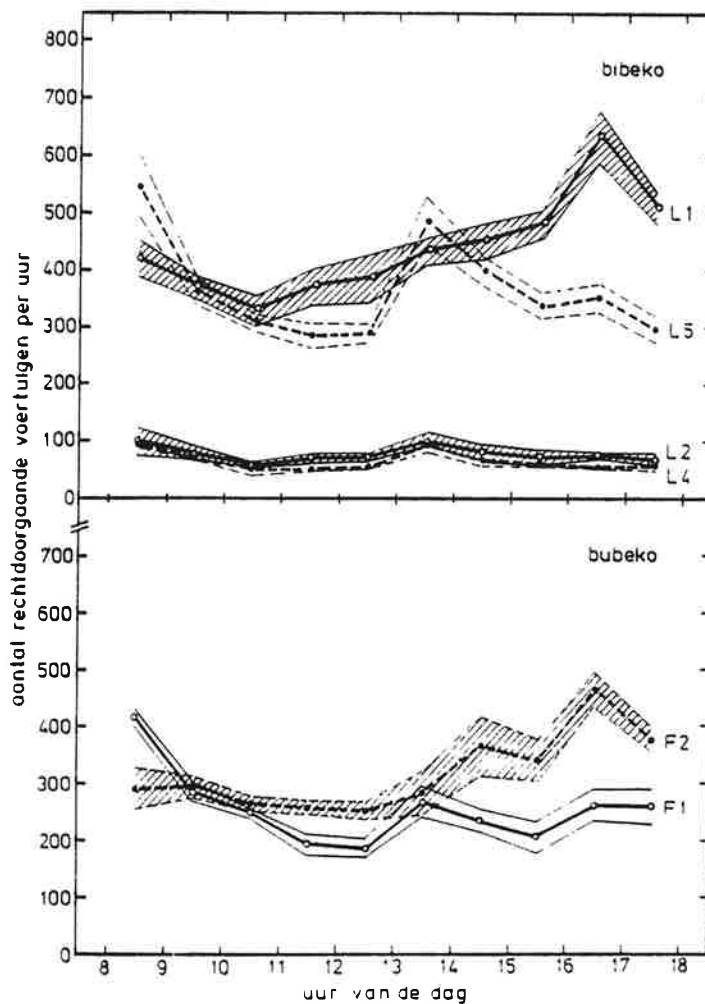 aantal rechtdoorgaande voertuigen per uur
800
bibeko
700
600
500
L1
400
300
L5
200
100
L2
L4
0
700
bubeko
600
500
400
F2
300
F1
200
100
0
8 9 10 11 12 13 14 15 16 17 18
uur van de dag